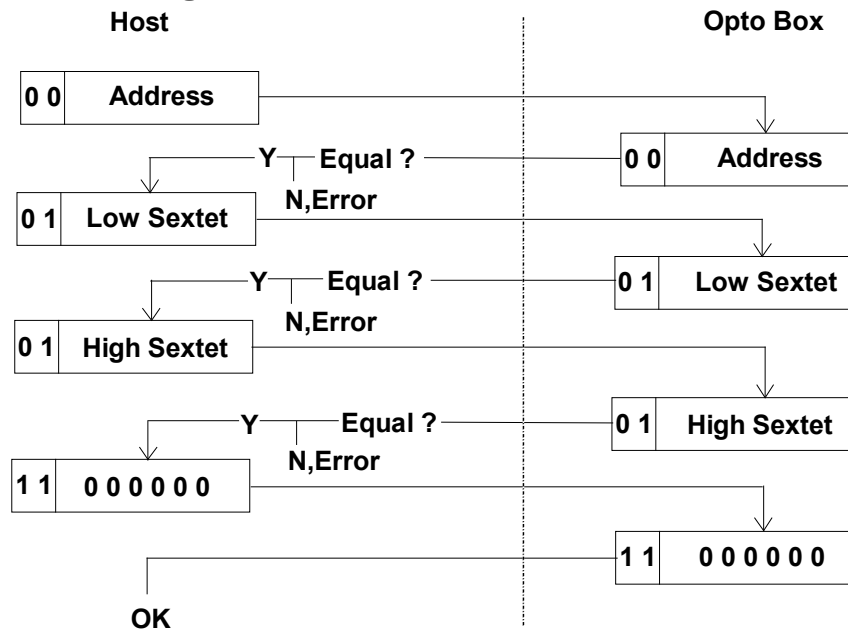 Host Opto Box
0 0 Address
Y Equal ? 0 0 Address
N,Error
0 1 Low Sextet
Y Equal ? 0 1 Low Sextet
N,Error
0 1 High Sextet
Y Equal ? 0 1 High Sextet
N,Error
1 1 0 0 0 0 0 0
1 1 0 0 0 0 0 0
OK